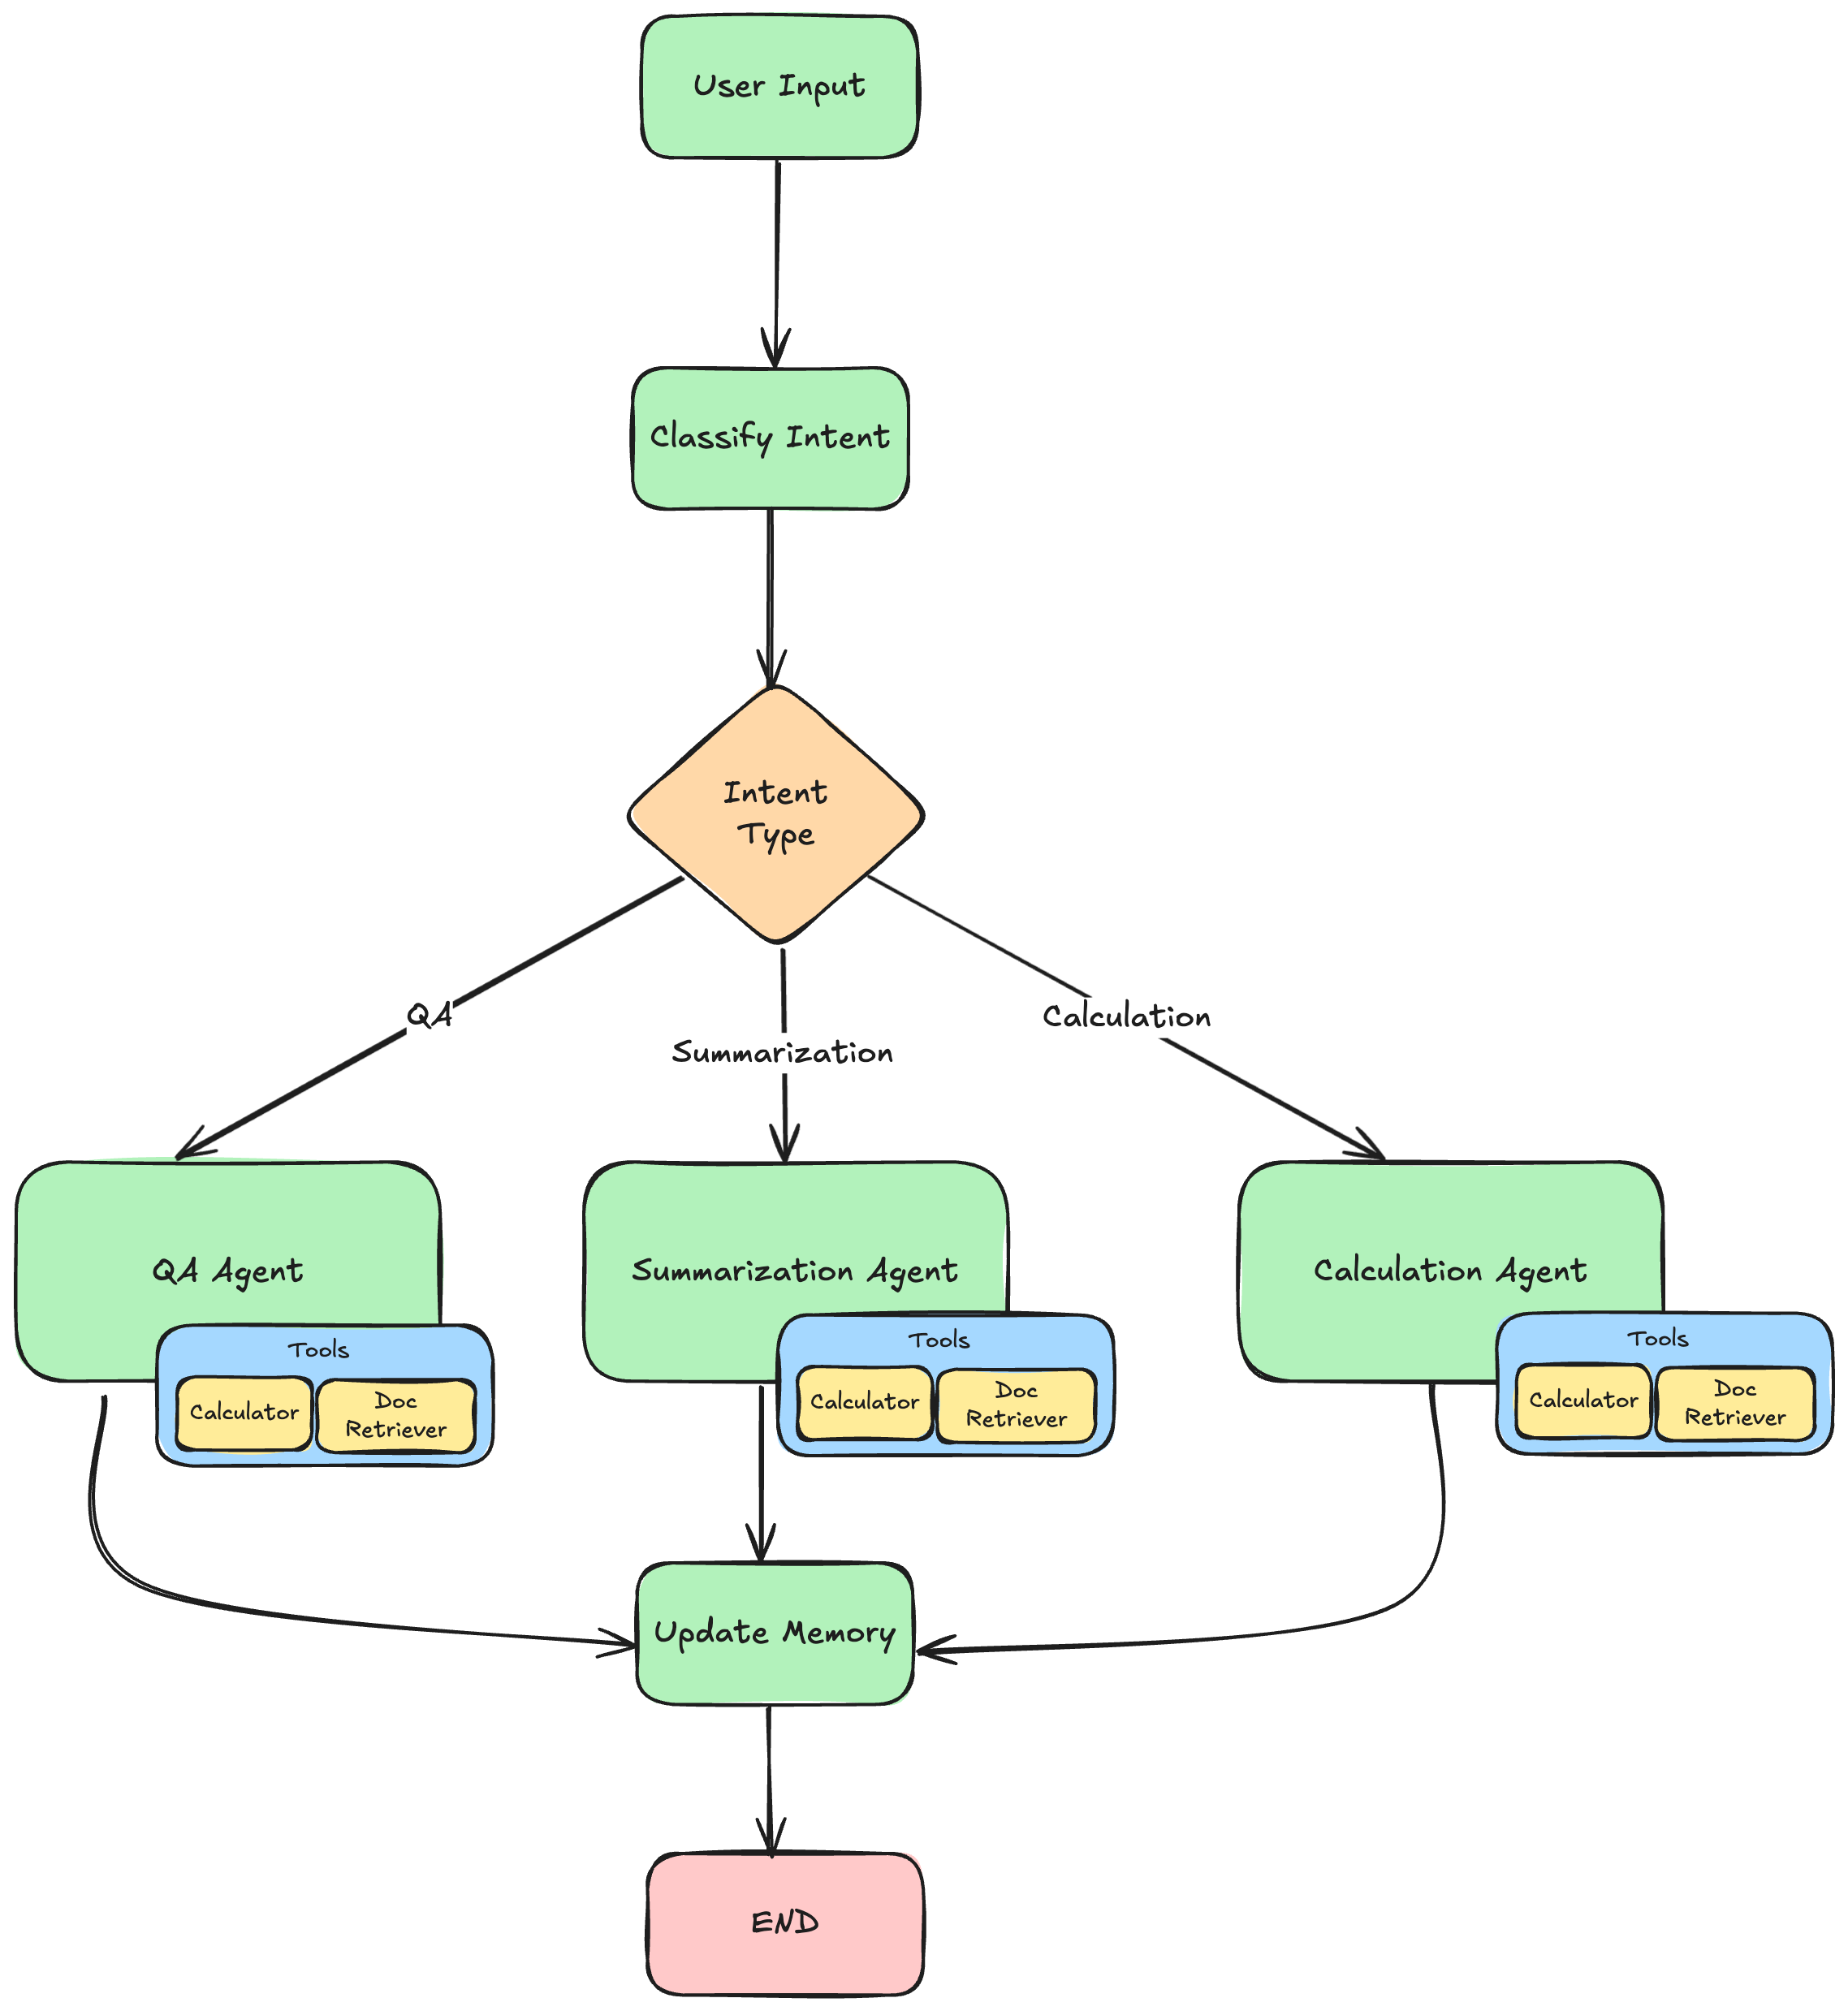 User Input
Classify Intent
Intent
Type
QA
Summarization
Calculation
QA Agent
Tools
Calculator
Doc
Retriever
Summarization Agent
Tools
Calculator
Doc
Retriever
Calculation Agent
Tools
Calculator
Doc
Retriever
Update Memory
END